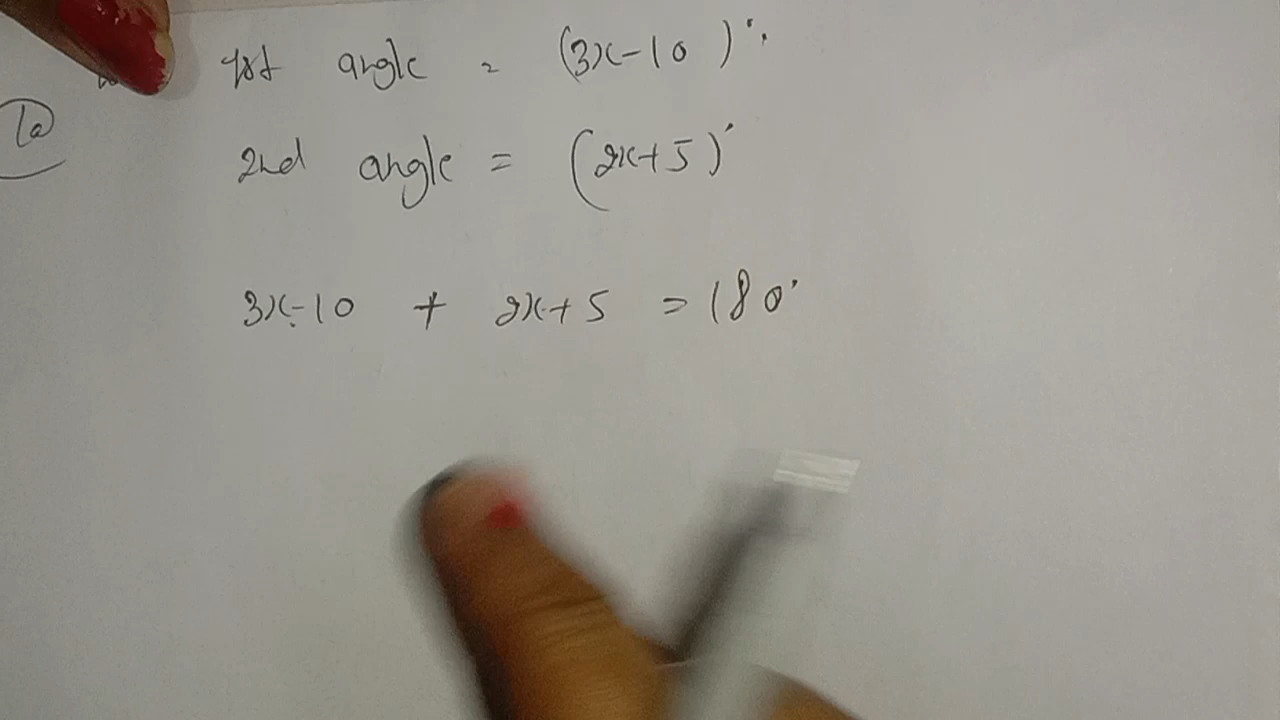 1st angle = (3x-10)°.
1a
2nd angle = (2x+5)°
3x-10 + 2x+5 = 180°